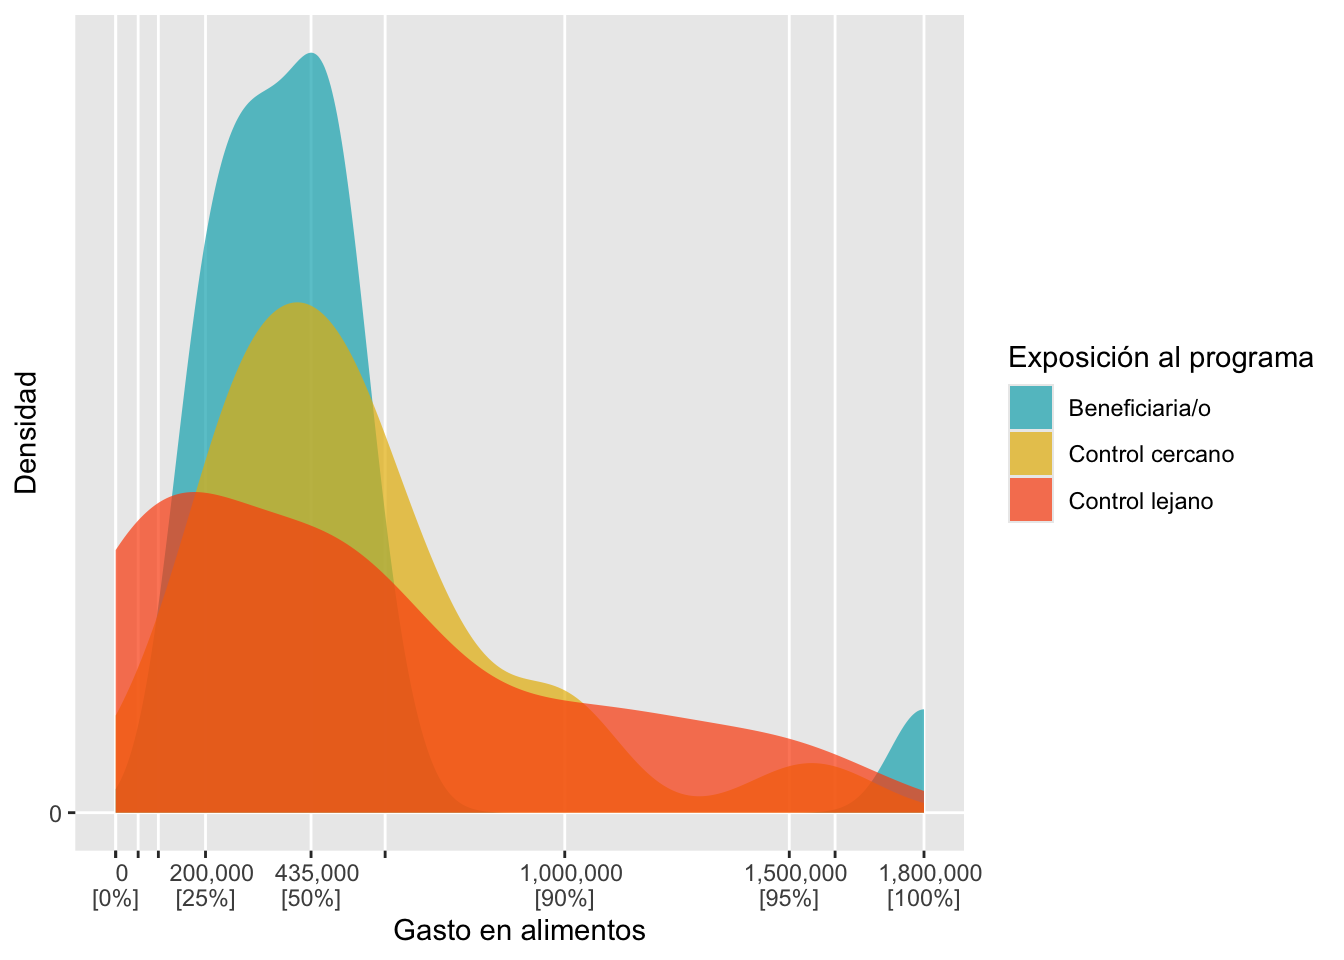 Densidad
0
0
[0%]
200,000
[25%]
435,000
[50%]
1,000,000
[90%]
1,500,000
[95%]
1,800,000
[100%]
Gasto en alimentos
Exposición al programa
Beneficiaria/o
Control cercano
Control lejano